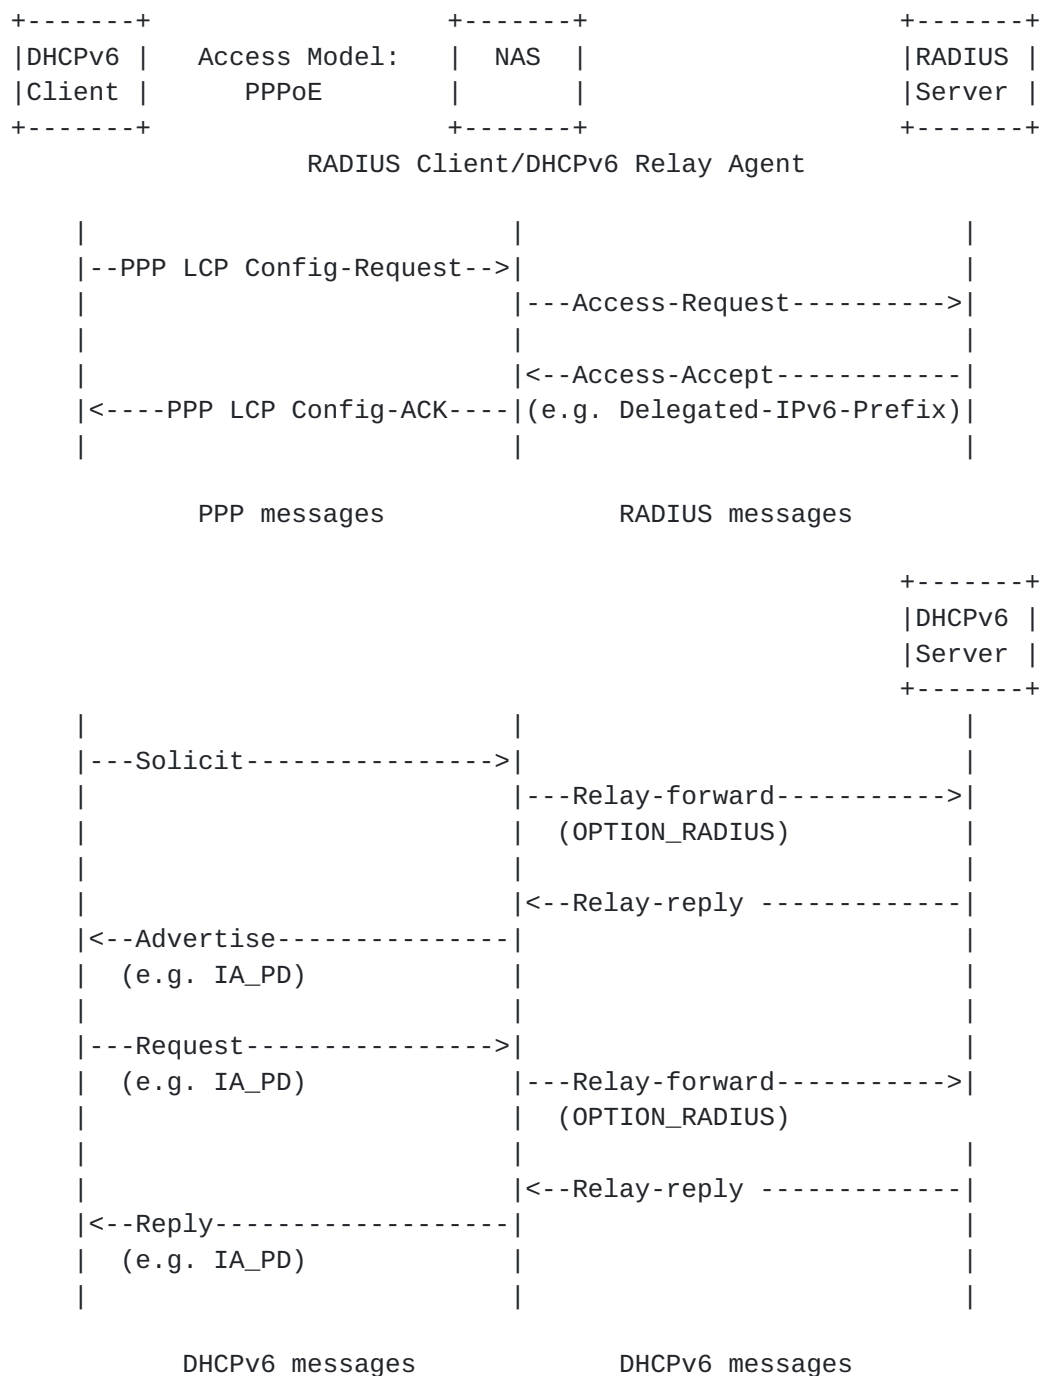 +-------+                   +-------+                    +-------+
|DHCPv6 |   Access Model:   |  NAS  |                    |RADIUS |
|Client |      PPPoE        |       |                    |Server |
+-------+                   +-------+                    +-------+
                   RADIUS Client/DHCPv6 Relay Agent

    |                           |                            |
    |--PPP LCP Config-Request-->|                            |
    |                           |---Access-Request---------->|
    |                           |                            |
    |                           |<--Access-Accept------------|
    |<----PPP LCP Config-ACK----|(e.g. Delegated-IPv6-Prefix)|
    |                           |                            |

            PPP messages               RADIUS messages

                                                         +-------+
                                                         |DHCPv6 |
                                                         |Server |
                                                         +-------+
    |                           |                            |
    |---Solicit---------------->|                            |
    |                           |---Relay-forward----------->|
    |                           |  (OPTION_RADIUS)           |
    |                           |                            |
    |                           |<--Relay-reply -------------|
    |<--Advertise---------------|                            |
    |  (e.g. IA_PD)             |                            |
    |                           |                            |
    |---Request---------------->|                            |
    |  (e.g. IA_PD)             |---Relay-forward----------->|
    |                           |  (OPTION_RADIUS)
    |                           |                            |
    |                           |<--Relay-reply -------------|
    |<--Reply-------------------|                            |
    |  (e.g. IA_PD)             |                            |
    |                           |                            |

           DHCPv6 messages             DHCPv6 messages